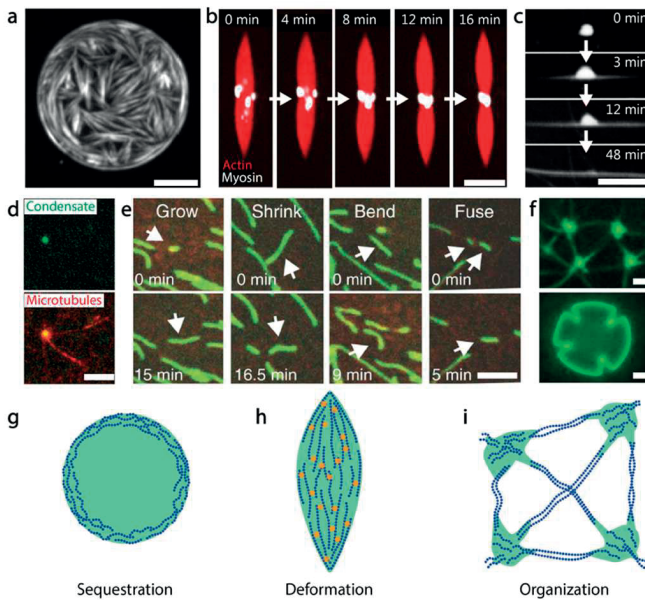 a
b
0 min
4 min
8 min
12 min
16 min
Actin
Myosin
c
0 min
3 min
12 min
48 min
d
Condensate
Microtubules
e
Grow
Shrink
Bend
Fuse
0 min
0 min
0 min
0 min
15 min
16.5 min
9 min
5 min
f
g
h
i
Sequestration
Deformation
Organization